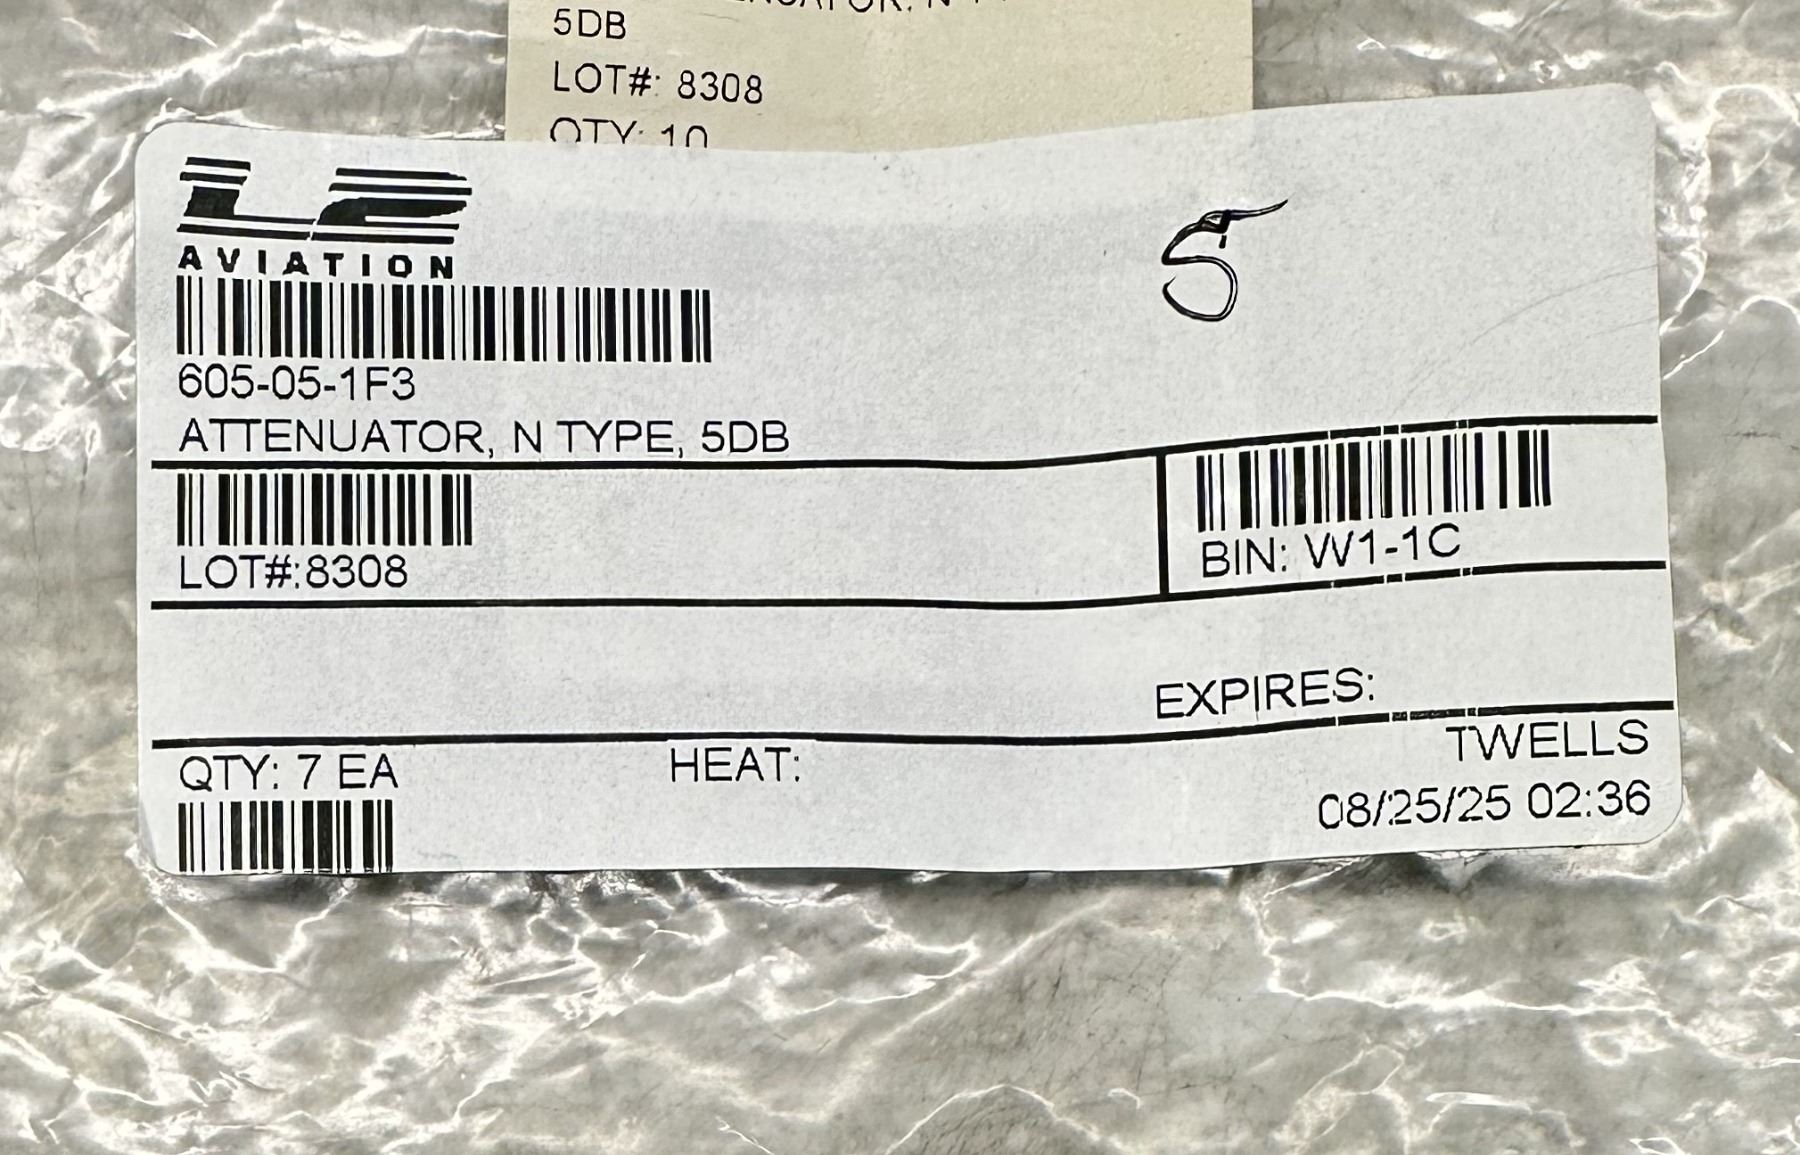 5DB
LOT#: 8308
QTY: 10
L2
AVIATION
5
605-05-1F3
ATTENUATOR, N TYPE, 5DB
LOT#:8308
BIN: W1-1C
EXPIRES:
QTY: 7 EA
HEAT:
TWELLS
08/25/25 02:36